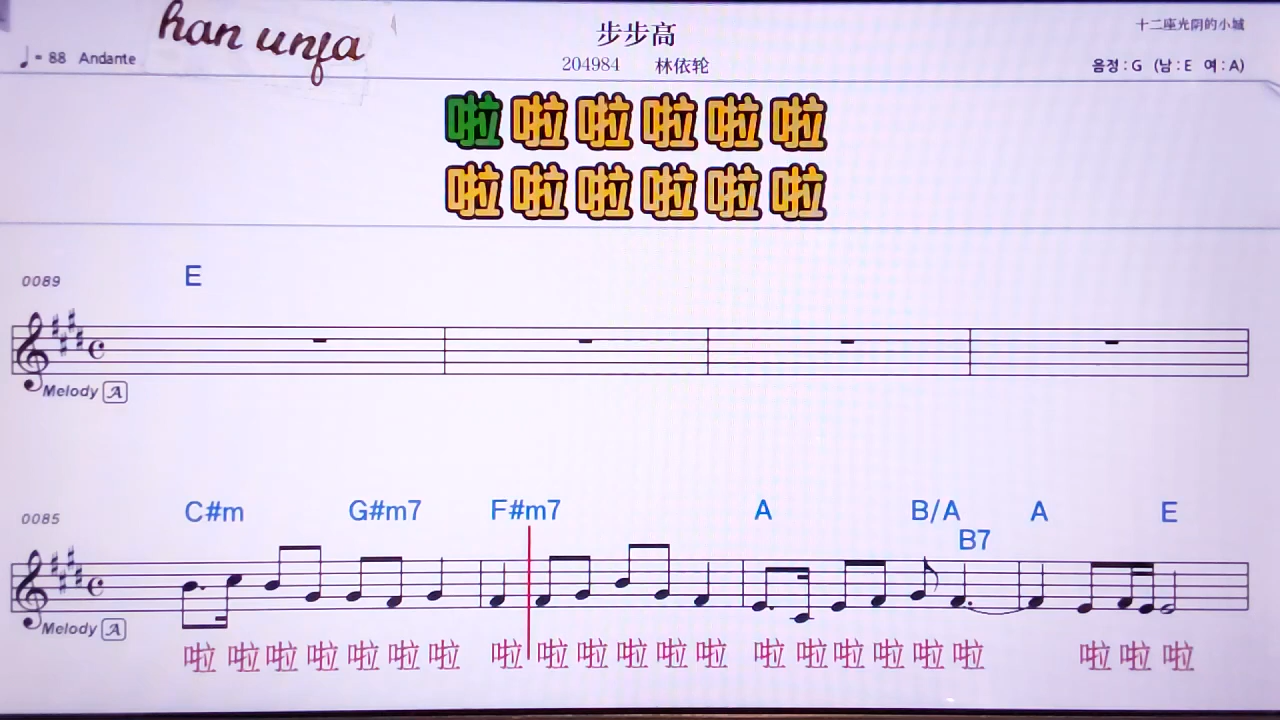 han unfa
步步高
十二座光阴的小城
♩= 88 Andante
204984 林依轮
음정 : G (남 : E 여 : A)
啦 啦 啦 啦 啦 啦
啦 啦 啦 啦 啦 啦
0089 E
Melody A
0085 C#m G#m7 F#m7 A B/A A E
B7
Melody A
啦 啦 啦 啦 啦 啦 啦 啦 啦 啦 啦 啦 啦 啦 啦 啦 啦 啦 啦 啦 啦 啦